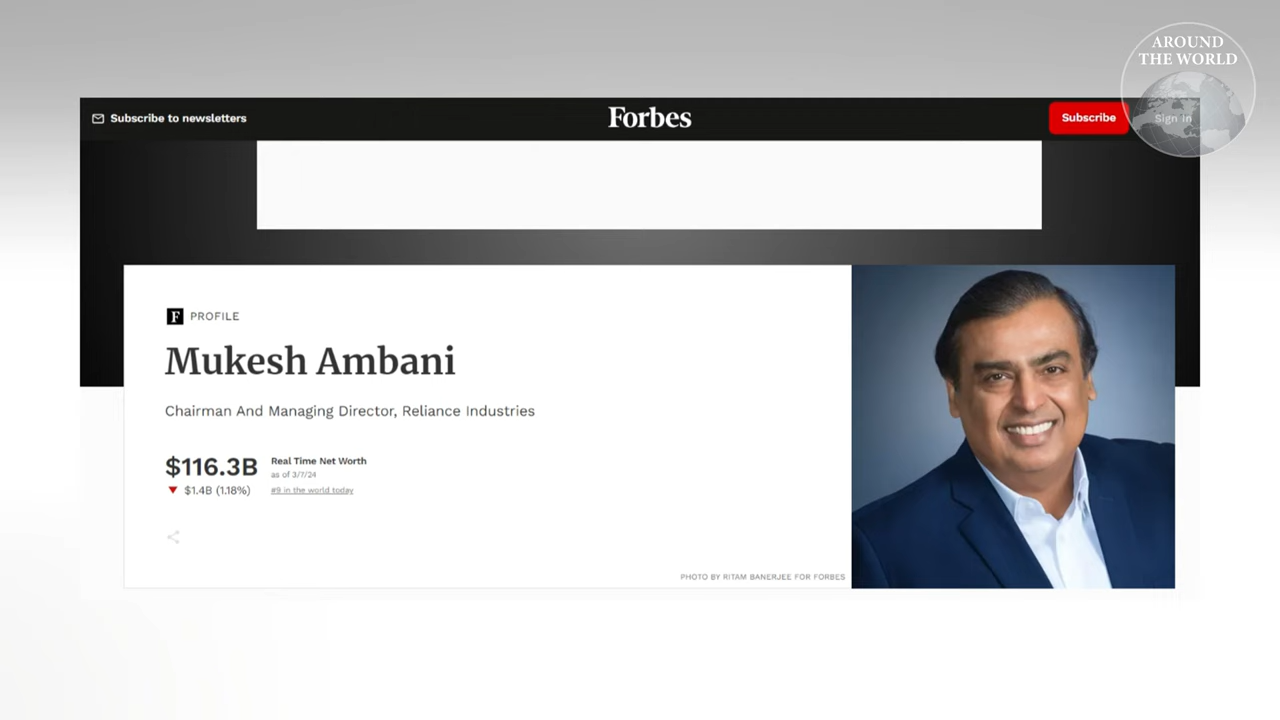 AROUND
THE WORLD
Subscribe to newsletters
Forbes
Subscribe
Sign In
F PROFILE
Mukesh Ambani
Chairman And Managing Director, Reliance Industries
$116.3B
Real Time Net Worth
as of 3/7/24
▼ $1.4B (1.18%)
#9 in the world today
PHOTO BY RITAM BANERJEE FOR FORBES